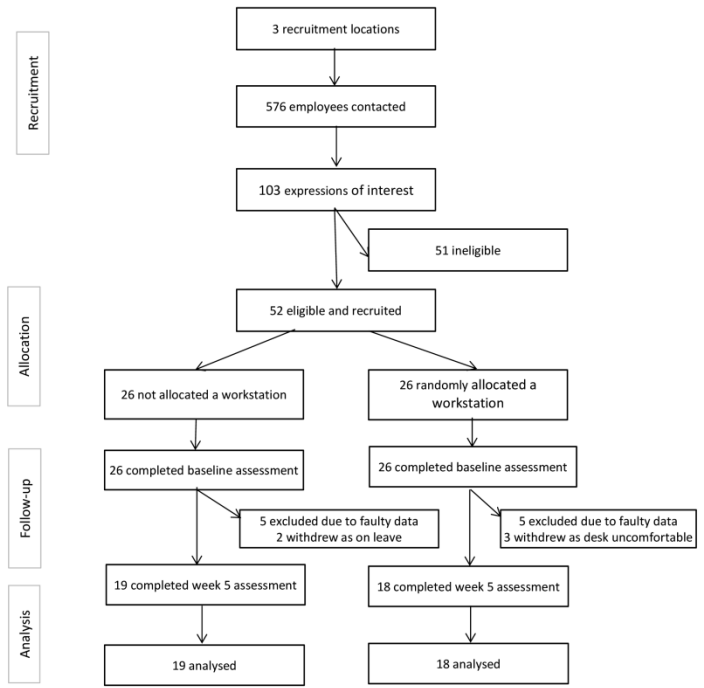 Recruitment
3 recruitment locations
576 employees contacted
103 expressions of interest
51 ineligible
Allocation
52 eligible and recruited
26 not allocated a workstation
26 randomly allocated a
workstation
Follow-up
26 completed baseline assessment
26 completed baseline assessment
5 excluded due to faulty data
2 withdrew as on leave
5 excluded due to faulty data
3 withdrew as desk uncomfortable
19 completed week 5 assessment
18 completed week 5 assessment
Analysis
19 analysed
18 analysed